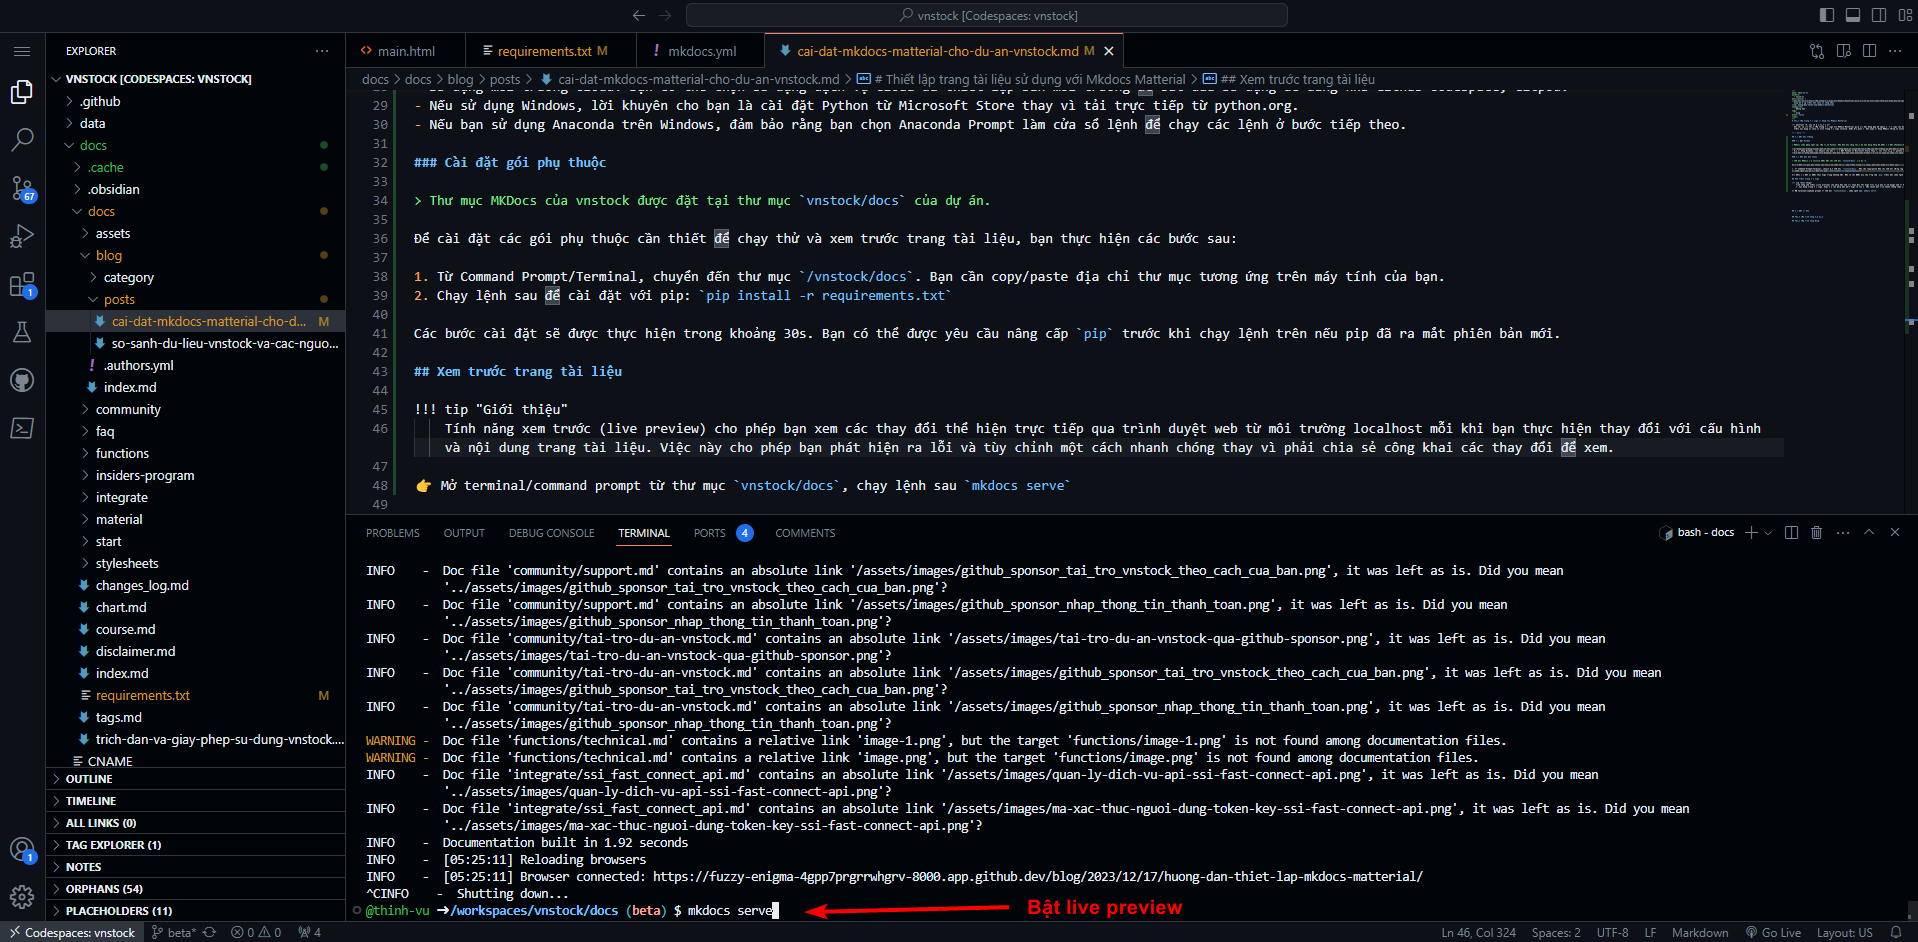 vnstock [Codespaces: vnstock]
EXPLORER
VNSTOCK [CODESPACES: VNSTOCK]
.github
data
docs
.cache
.obsidian
docs
assets
blog
category
posts
cai-dat-mkdocs-matterial-cho-d... M
so-sanh-du-lieu-vnstock-va-cac-nguo...
! .authors.yml
index.md
community
faq
functions
insiders-program
integrate
material
start
stylesheets
changes_log.md
chart.md
course.md
disclaimer.md
index.md
requirements.txt M
tags.md
trich-dan-va-giay-phep-su-dung-vnstock....
CNAME
OUTLINE
TIMELINE
ALL LINKS (0)
TAG EXPLORER (1)
NOTES
ORPHANS (54)
PLACEHOLDERS (11)
67
1
1
main.html
requirements.txt M
! mkdocs.yml
cai-dat-mkdocs-matterial-cho-du-an-vnstock.md M
docs > docs > blog > posts > cai-dat-mkdocs-matterial-cho-du-an-vnstock.md > # Thiết lập trang tài liệu sử dụng với Mkdocs Matterial > ## Xem trước trang tài liệu
29 - Nếu sử dụng Windows, lời khuyên cho bạn là cài đặt Python từ Microsoft Store thay vì tải trực tiếp từ python.org.
30 - Nếu bạn sử dụng Anaconda trên Windows, đảm bảo rằng bạn chọn Anaconda Prompt làm cửa sổ lệnh để chạy các lệnh ở bước tiếp theo.
31
32 ### Cài đặt gói phụ thuộc
33
34 > Thư mục MKDocs của vnstock được đặt tại thư mục `vnstock/docs` của dự án.
35
36 Để cài đặt các gói phụ thuộc cần thiết để chạy thử và xem trước trang tài liệu, bạn thực hiện các bước sau:
37
38 1. Từ Command Prompt/Terminal, chuyển đến thư mục `/vnstock/docs`. Bạn cần copy/paste địa chỉ thư mục tương ứng trên máy tính của bạn.
39 2. Chạy lệnh sau để cài đặt với pip: `pip install -r requirements.txt`
40
41 Các bước cài đặt sẽ được thực hiện trong khoảng 30s. Bạn có thể được yêu cầu nâng cấp `pip` trước khi chạy lệnh trên nếu pip đã ra mắt phiên bản mới.
42
43 ## Xem trước trang tài liệu
44
45 !!! tip "Giới thiệu"
46 Tính năng xem trước (live preview) cho phép bạn xem các thay đổi thể hiện trực tiếp qua trình duyệt web từ môi trường localhost mỗi khi bạn thực hiện thay đổi với cấu hình
và nội dung trang tài liệu. Việc này cho phép bạn phát hiện ra lỗi và tùy chỉnh một cách nhanh chóng thay vì phải chia sẻ công khai các thay đổi để xem.
47
48 👉 Mở terminal/command prompt từ thư mục `vnstock/docs`, chạy lệnh sau `mkdocs serve`
49
PROBLEMS OUTPUT DEBUG CONSOLE TERMINAL PORTS 4 COMMENTS
bash - docs
INFO - Doc file 'community/support.md' contains an absolute link '/assets/images/github_sponsor_tai_tro_vnstock_theo_cach_cua_ban.png', it was left as is. Did you mean
'../assets/images/github_sponsor_tai_tro_vnstock_theo_cach_cua_ban.png'?
INFO - Doc file 'community/support.md' contains an absolute link '/assets/images/github_sponsor_nhap_thong_tin_thanh_toan.png', it was left as is. Did you mean
'../assets/images/github_sponsor_nhap_thong_tin_thanh_toan.png'?
INFO - Doc file 'community/tai-tro-du-an-vnstock.md' contains an absolute link '/assets/images/tai-tro-du-an-vnstock-qua-github-sponsor.png', it was left as is. Did you mean
'../assets/images/tai-tro-du-an-vnstock-qua-github-sponsor.png'?
INFO - Doc file 'community/tai-tro-du-an-vnstock.md' contains an absolute link '/assets/images/github_sponsor_tai_tro_vnstock_theo_cach_cua_ban.png', it was left as is. Did you mean
'../assets/images/github_sponsor_tai_tro_vnstock_theo_cach_cua_ban.png'?
INFO - Doc file 'community/tai-tro-du-an-vnstock.md' contains an absolute link '/assets/images/github_sponsor_nhap_thong_tin_thanh_toan.png', it was left as is. Did you mean
'../assets/images/github_sponsor_nhap_thong_tin_thanh_toan.png'?
WARNING - Doc file 'functions/technical.md' contains a relative link 'image-1.png', but the target 'functions/image-1.png' is not found among documentation files.
WARNING - Doc file 'functions/technical.md' contains a relative link 'image.png', but the target 'functions/image.png' is not found among documentation files.
INFO - Doc file 'integrate/ssi_fast_connect_api.md' contains an absolute link '/assets/images/quan-ly-dich-vu-api-ssi-fast-connect-api.png', it was left as is. Did you mean
'../assets/images/quan-ly-dich-vu-api-ssi-fast-connect-api.png'?
INFO - Doc file 'integrate/ssi_fast_connect_api.md' contains an absolute link '/assets/images/ma-xac-thuc-nguoi-dung-token-key-ssi-fast-connect-api.png', it was left as is. Did you mean
'../assets/images/ma-xac-thuc-nguoi-dung-token-key-ssi-fast-connect-api.png'?
INFO - Documentation built in 1.92 seconds
INFO - [05:25:11] Reloading browsers
INFO - [05:25:11] Browser connected: https://fuzzy-enigma-4gpp7prgrrwhgrv-8000.app.github.dev/blog/2023/12/17/huong-dan-thiet-lap-mkdocs-matterial/
^CINFO - Shutting down...
@thinh-vu ➜/workspaces/vnstock/docs (beta) $ mkdocs serve
Bật live preview
Codespaces: vnstock beta* 0 0 4
Ln 46, Col 324 Spaces: 2 UTF-8 LF Markdown Go Live Layout: US